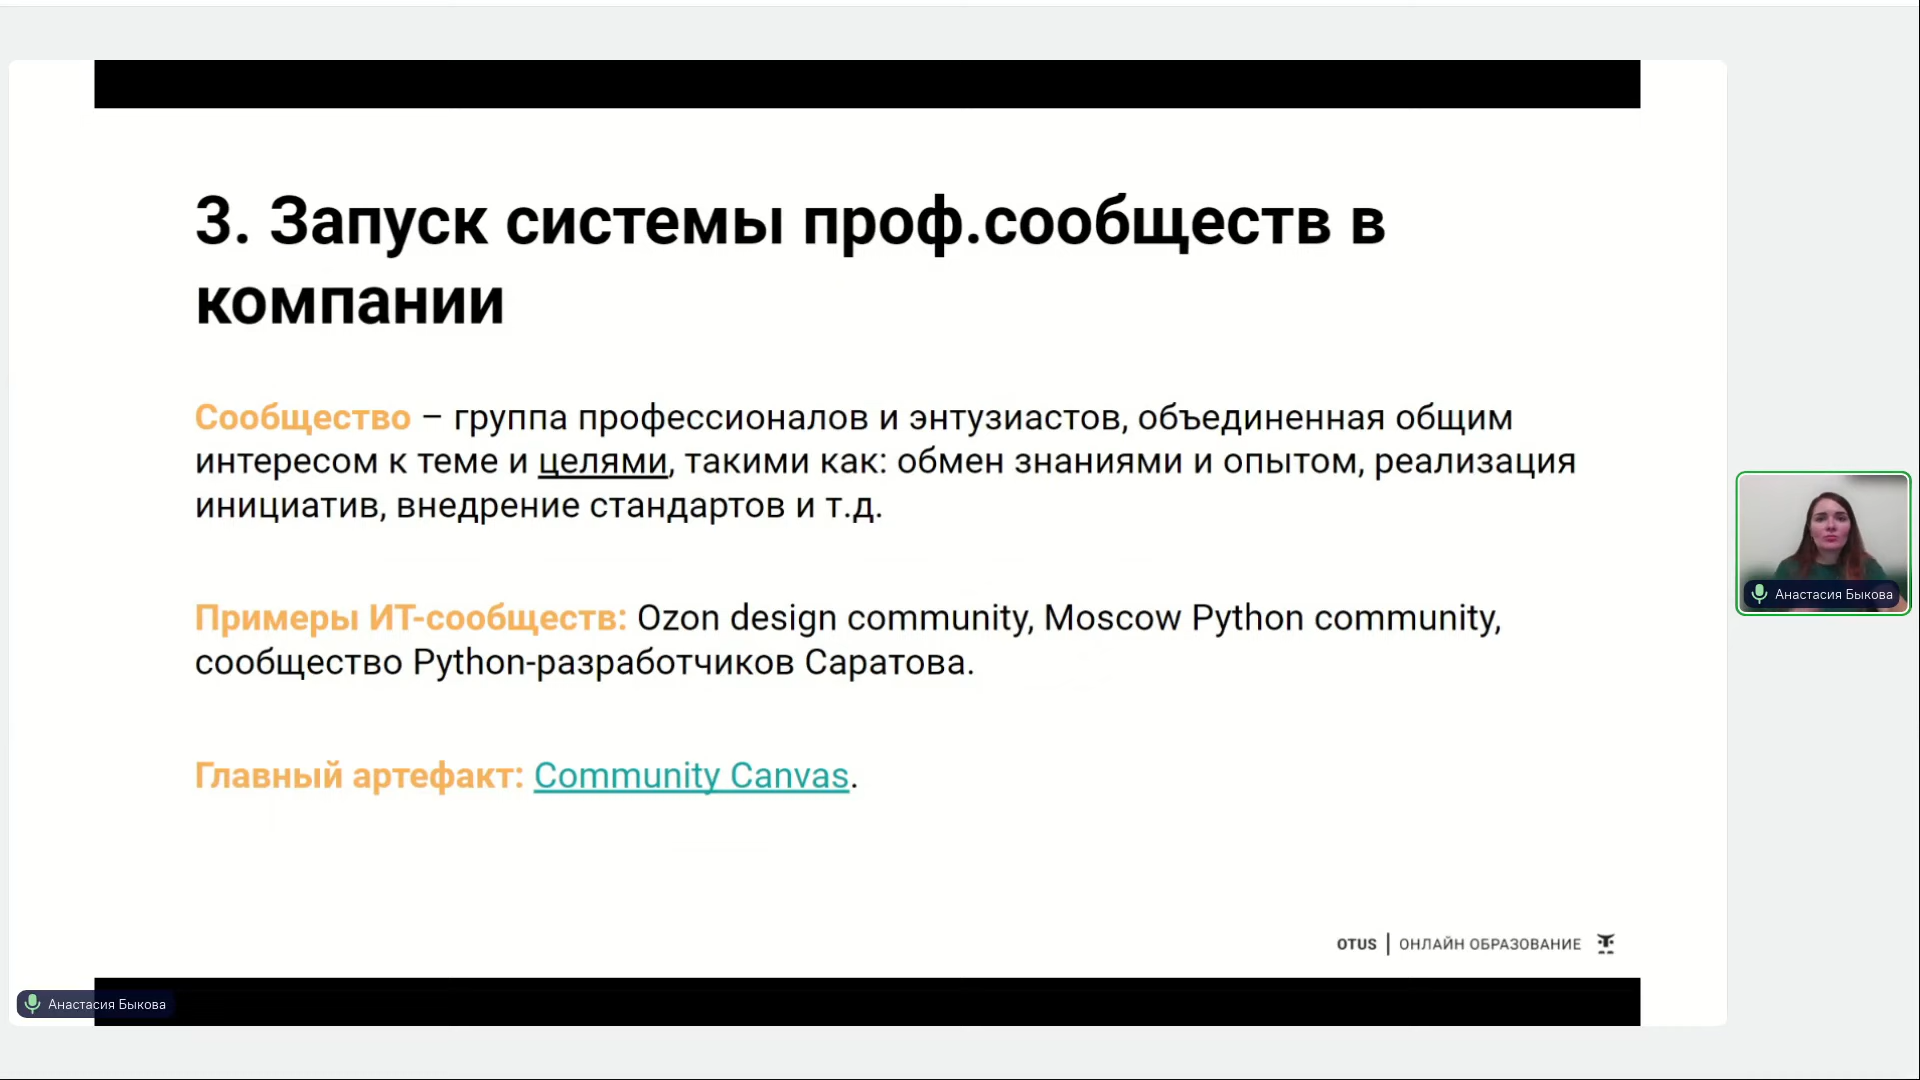 3. Запуск системы проф.сообществ в
компании
Сообщество – группа профессионалов и энтузиастов, объединенная общим
интересом к теме и целями, такими как: обмен знаниями и опытом, реализация
инициатив, внедрение стандартов и т.д.
Примеры ИТ-сообществ: Ozon design community, Moscow Python community,
сообщество Python-разработчиков Саратова.
Главный артефакт: Community Canvas.
OTUS | ОНЛАЙН ОБРАЗОВАНИЕ
Анастасия Быкова
Анастасия Быкова